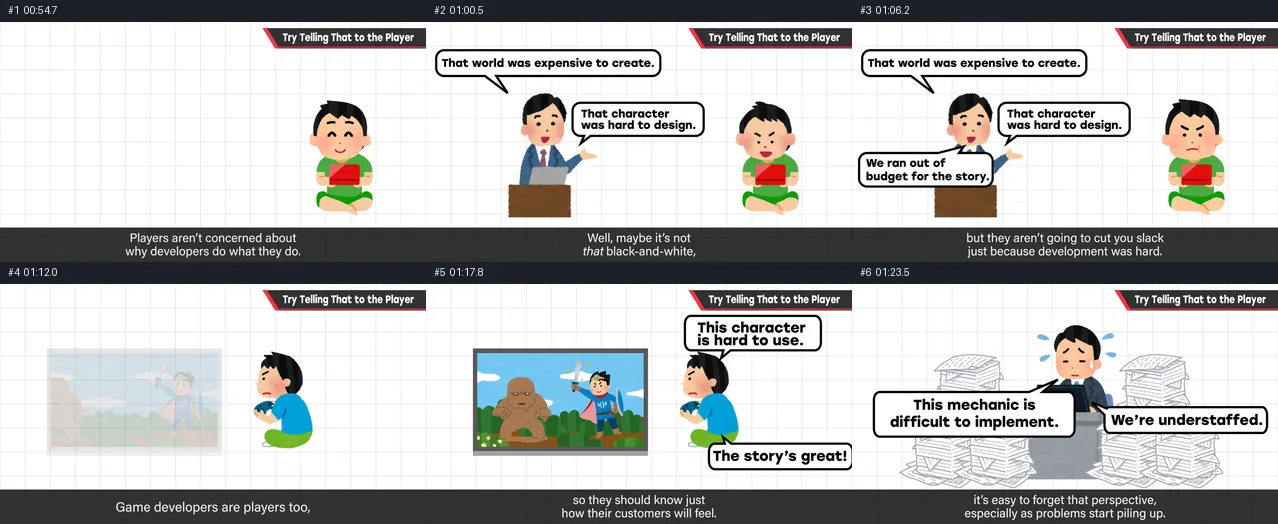 #1 00:54.7
Try Telling That to the Player
Players aren't concerned about
why developers do what they do.
#2 01:00.5
Try Telling That to the Player
That world was expensive to create.
That character
was hard to design.
Well, maybe it's not
that black-and-white,
#3 01:06.2
Try Telling That to the Player
That world was expensive to create.
That character
was hard to design.
We ran out of
budget for the story.
but they aren't going to cut you slack
just because development was hard.
#4 01:12.0
Try Telling That to the Player
Game developers are players too,
#5 01:17.8
Try Telling That to the Player
This character
is hard to use.
The story's great!
so they should know just
how their customers will feel.
#6 01:23.5
Try Telling That to the Player
This mechanic is
difficult to implement.
We're understaffed.
it's easy to forget that perspective,
especially as problems start piling up.